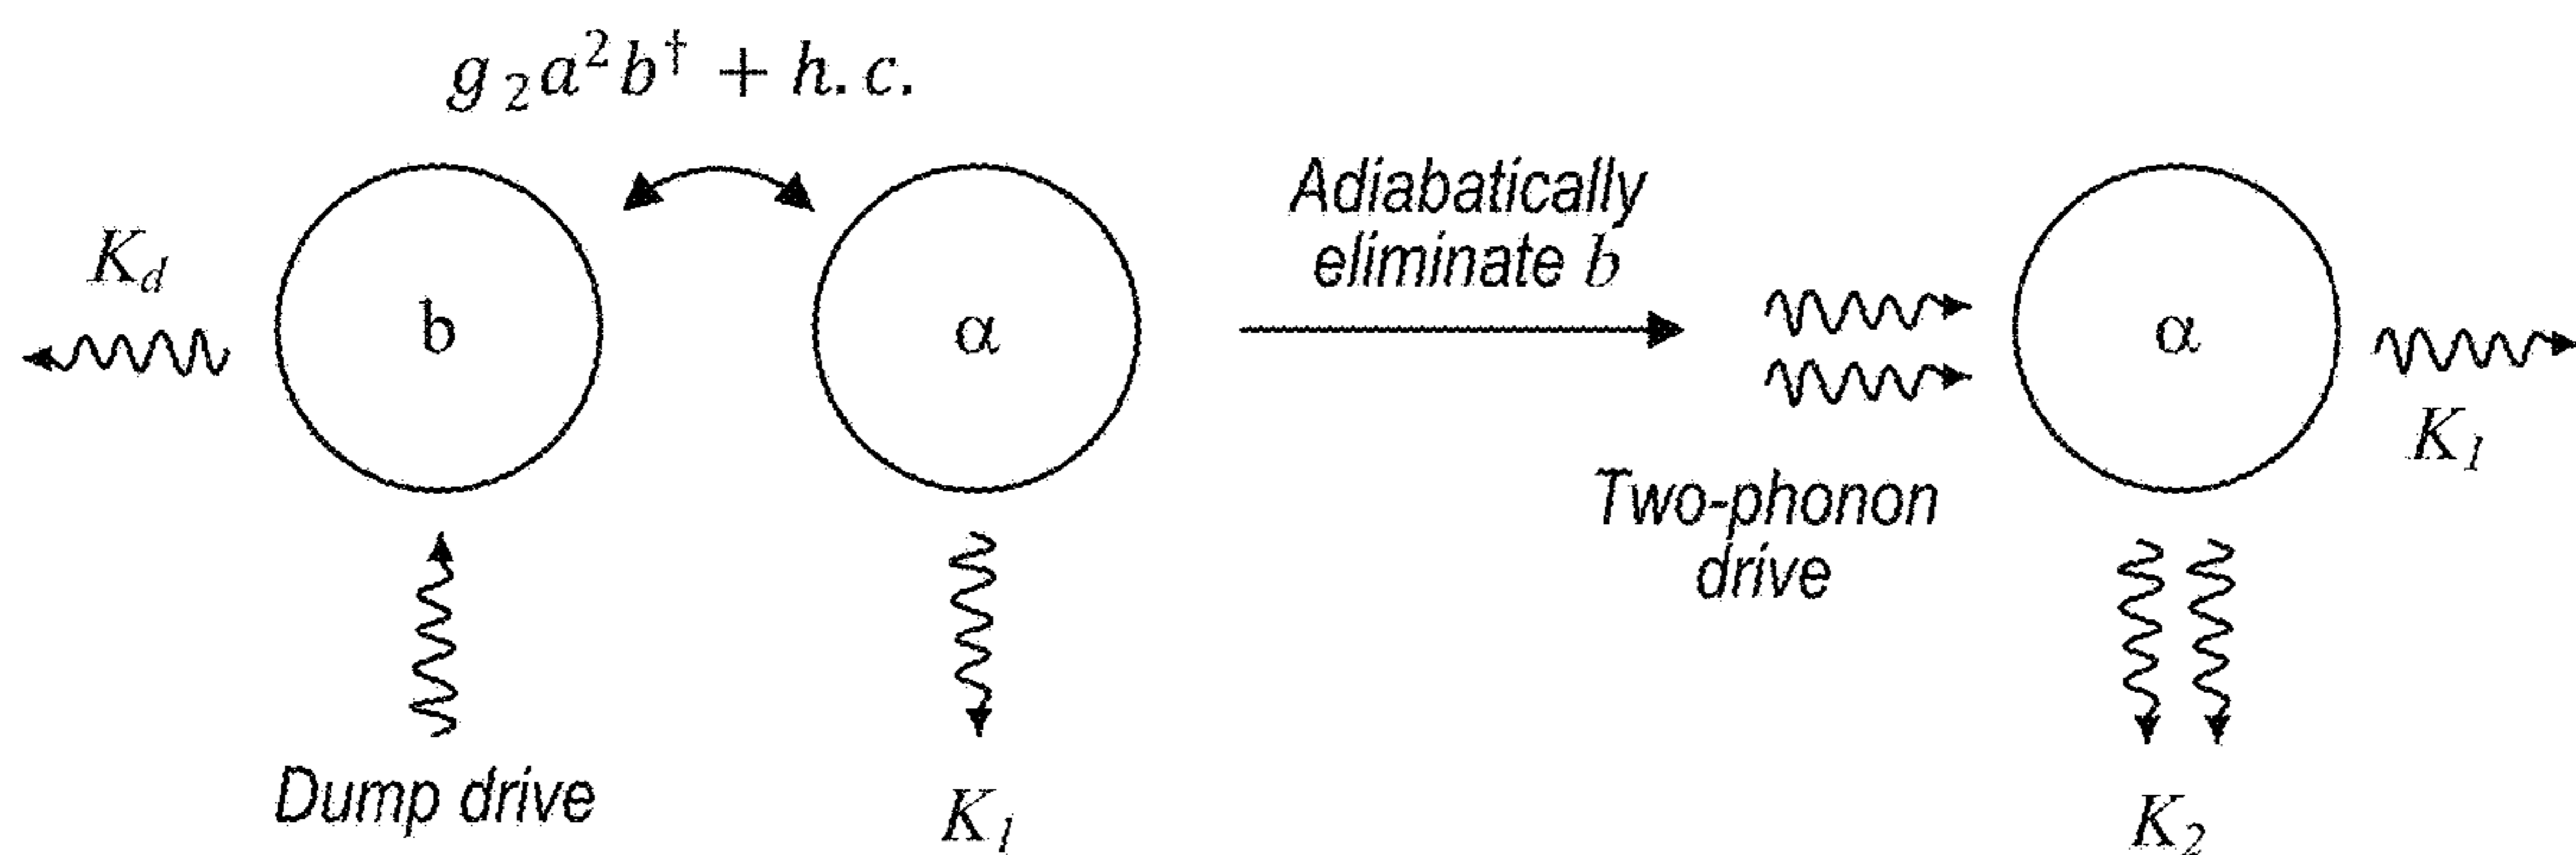 g₂a²b† + h.c.
K_d
b
α
Dump drive
K₁
Adiabatically
eliminate b
Two-phonon
drive
α
K₁
K₂